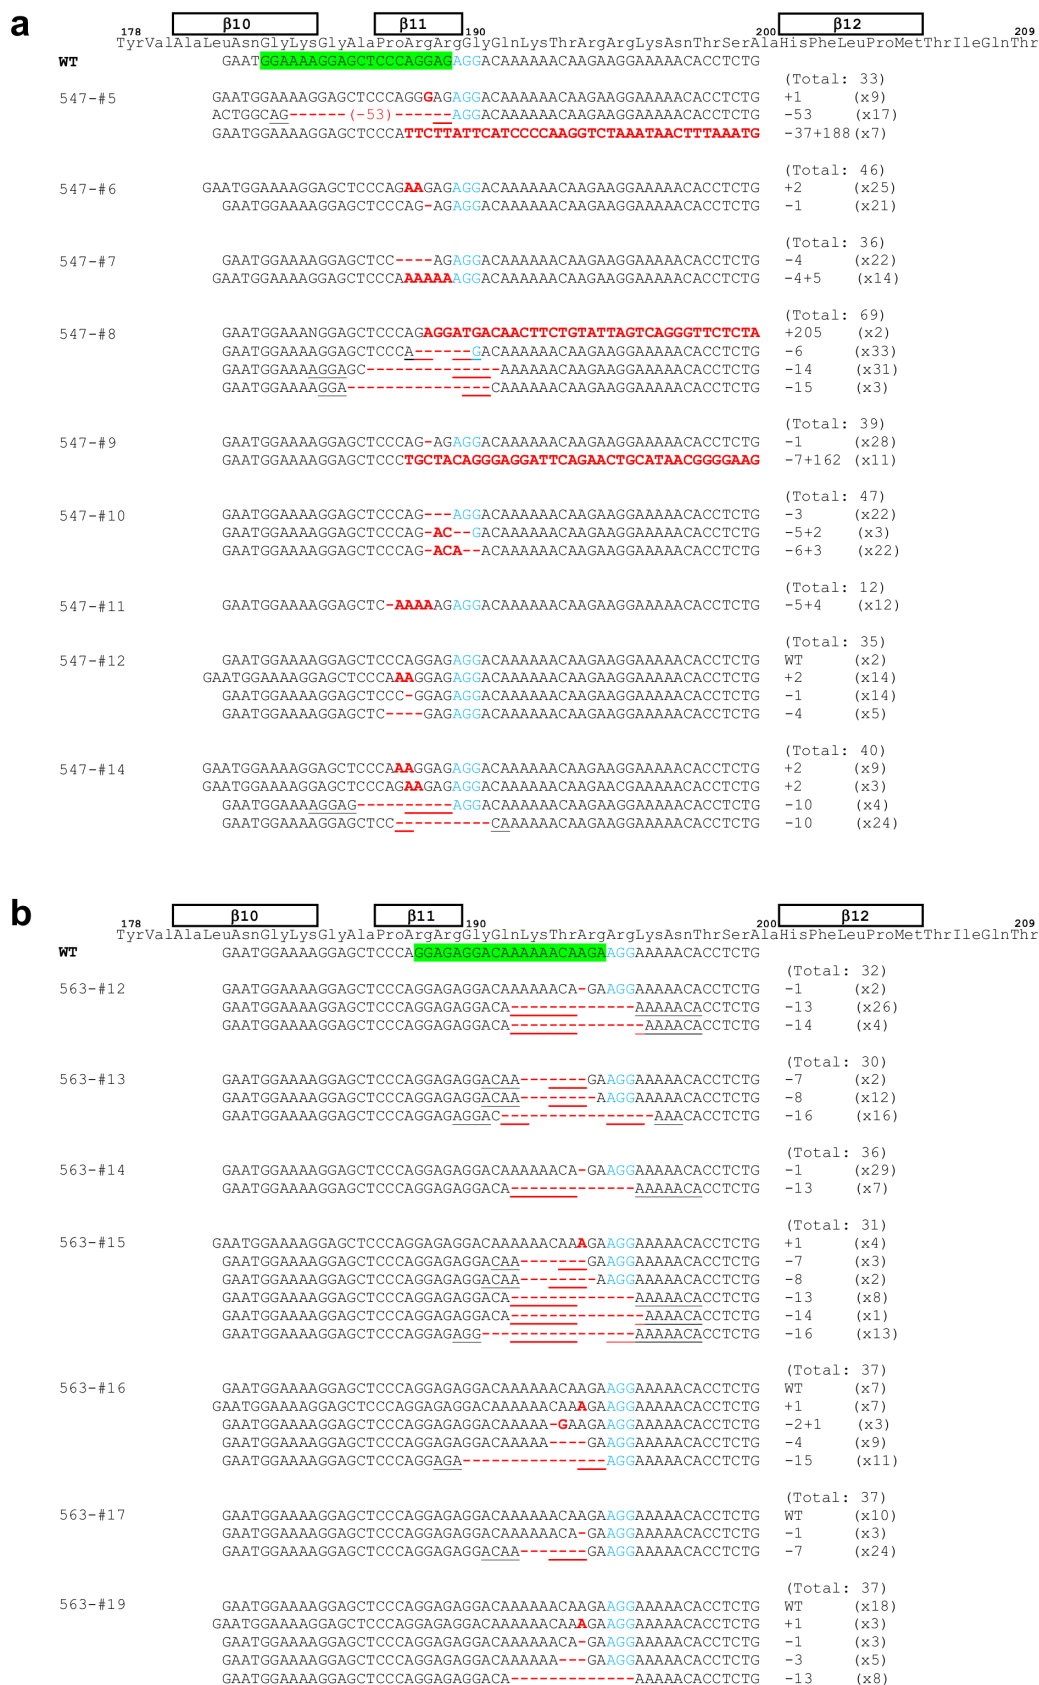 a
β10 β11 β12
178 190 200 209
TyrValAlaLeuAsnGlyLysGlyAlaProArgArgGlyGlnLysThrArgArgLysAsnThrSerAlaHisPheLeuProMetThrIleGlnThr
WT GAATGGAAAAGGAGCTCCCAGGAGAGGACAAAAAACAAGAAGGAAAAACACCTCTG
(Total: 33)
547-#5 GAATGGAAAAGGAGCTCCCAGGGAGAGGACAAAAAACAAGAAGGAAAAACACCTCTG +1 (x9)
ACTGGCAG------(-53)------AGGACAAAAAACAAGAAGGAAAAACACCTCTG -53 (x17)
GAATGGAAAAGGAGCTCCCATTCTTATTCATCCCCAAGGTCTAAATAACTTTAAATG -37+188 (x7)
(Total: 46)
547-#6 GAATGGAAAAGGAGCTCCCAGAAGAGAGGACAAAAAACAAGAAGGAAAAACACCTCTG +2 (x25)
GAATGGAAAAGGAGCTCCCAG-AGAGGACAAAAAACAAGAAGGAAAAACACCTCTG -1 (x21)
(Total: 36)
547-#7 GAATGGAAAAGGAGCTCC----AGAGGACAAAAAACAAGAAGGAAAAACACCTCTG -4 (x22)
GAATGGAAAAGGAGCTCCCAAAAAAAGGACAAAAAACAAGAAGGAAAAACACCTCTG -4+5 (x14)
(Total: 69)
547-#8 GAATGGAAANGGAGCTCCCAGAGGATGACAACTTCTGTATTAGTCAGGGTTCTCTA +205 (x2)
GAATGGAAAAGGAGCTCCCA------GACAAAAAACAAGAAGGAAAAACACCTCTG -6 (x33)
GAATGGAAAAGGAGC--------------AAAAAACAAGAAGGAAAAACACCTCTG -14 (x31)
GAATGGAAAAGGA---------------CAAAAAACAAGAAGGAAAAACACCTCTG -15 (x3)
(Total: 39)
547-#9 GAATGGAAAAGGAGCTCCCAG-AGAGGACAAAAAACAAGAAGGAAAAACACCTCTG -1 (x28)
GAATGGAAAAGGAGCTCCCTGCTACAGGGAGGATTCAGAACTGCATAACGGGGAAG -7+162 (x11)
(Total: 47)
547-#10 GAATGGAAAAGGAGCTCCCAG---AGGACAAAAAACAAGAAGGAAAAACACCTCTG -3 (x22)
GAATGGAAAAGGAGCTCCCAG-AC--GACAAAAAACAAGAAGGAAAAACACCTCTG -5+2 (x3)
GAATGGAAAAGGAGCTCCCAG-ACA--ACAAAAAACAAGAAGGAAAAACACCTCTG -6+3 (x22)
(Total: 12)
547-#11 GAATGGAAAAGGAGCTC-AAAAAGAGGACAAAAAACAAGAAGGAAAAACACCTCTG -5+4 (x12)
(Total: 35)
547-#12 GAATGGAAAAGGAGCTCCCAGGAGAGGACAAAAAACAAGAAGGAAAAACACCTCTG WT (x2)
GAATGGAAAAGGAGCTCCCAAAGGAGAGGACAAAAAACAAGAAGGAAAAACACCTCTG +2 (x14)
GAATGGAAAAGGAGCTCCC-GGAGAGGACAAAAAACAAGAAGGAAAAACACCTCTG -1 (x14)
GAATGGAAAAGGAGCTC----GAGAGGACAAAAAACAAGAAGGAAAAACACCTCTG -4 (x5)
(Total: 40)
547-#14 GAATGGAAAAGGAGCTCCCAAAGGAGAGGACAAAAAACAAGAAGGAAAAACACCTCTG +2 (x9)
GAATGGAAAAGGAGCTCCCAGAAGAGAGGACAAAAAACAAGAACGAAAAACACCTCTG +2 (x3)
GAATGGAAAAGGAG----------AGGACAAAAAACAAGAAGGAAAAACACCTCTG -10 (x4)
GAATGGAAAAGGAGCTCC----------CAAAAAACAAGAAGGAAAAACACCTCTG -10 (x24)
b
β10 β11 β12
178 190 200 209
TyrValAlaLeuAsnGlyLysGlyAlaProArgArgGlyGlnLysThrArgArgLysAsnThrSerAlaHisPheLeuProMetThrIleGlnThr
WT GAATGGAAAAGGAGCTCCCAGGAGAGGACAAAAAACAAGAAGGAAAAACACCTCTG
(Total: 32)
563-#12 GAATGGAAAAGGAGCTCCCAGGAGAGGACAAAAAACA-GAAGGAAAAACACCTCTG -1 (x2)
GAATGGAAAAGGAGCTCCCAGGAGAGGACA-------------AAAAACACCTCTG -13 (x26)
GAATGGAAAAGGAGCTCCCAGGAGAGGACA--------------AAAACACCTCTG -14 (x4)
(Total: 30)
563-#13 GAATGGAAAAGGAGCTCCCAGGAGAGGACAA-------GAAGGAAAAACACCTCTG -7 (x2)
GAATGGAAAAGGAGCTCCCAGGAGAGGACAA--------AAGGAAAAACACCTCTG -8 (x12)
GAATGGAAAAGGAGCTCCCAGGAGAGGAC----------------AAACACCTCTG -16 (x16)
(Total: 36)
563-#14 GAATGGAAAAGGAGCTCCCAGGAGAGGACAAAAAACA-GAAGGAAAAACACCTCTG -1 (x29)
GAATGGAAAAGGAGCTCCCAGGAGAGGACA-------------AAAAACACCTCTG -13 (x7)
(Total: 31)
563-#15 GAATGGAAAAGGAGCTCCCAGGAGAGGACAAAAAACAAAGAAGGAAAAACACCTCTG +1 (x4)
GAATGGAAAAGGAGCTCCCAGGAGAGGACAA-------GAAGGAAAAACACCTCTG -7 (x3)
GAATGGAAAAGGAGCTCCCAGGAGAGGACAA--------AAGGAAAAACACCTCTG -8 (x2)
GAATGGAAAAGGAGCTCCCAGGAGAGGACA-------------AAAAACACCTCTG -13 (x8)
GAATGGAAAAGGAGCTCCCAGGAGAGGACA--------------AAAACACCTCTG -14 (x1)
GAATGGAAAAGGAGCTCCCAGGAGAGG----------------AAAAACACCTCTG -16 (x13)
(Total: 37)
563-#16 GAATGGAAAAGGAGCTCCCAGGAGAGGACAAAAAACAAGAAGGAAAAACACCTCTG WT (x7)
GAATGGAAAAGGAGCTCCCAGGAGAGGACAAAAAACAAAGAAGGAAAAACACCTCTG +1 (x7)
GAATGGAAAAGGAGCTCCCAGGAGAGGACAAAAA-GAAGAAGGAAAAACACCTCTG -2+1 (x3)
GAATGGAAAAGGAGCTCCCAGGAGAGGACAAAAA----GAAGGAAAAACACCTCTG -4 (x9)
GAATGGAAAAGGAGCTCCCAGGAGA---------------AGGAAAAACACCTCTG -15 (x11)
(Total: 37)
563-#17 GAATGGAAAAGGAGCTCCCAGGAGAGGACAAAAAACAAGAAGGAAAAACACCTCTG WT (x10)
GAATGGAAAAGGAGCTCCCAGGAGAGGACAAAAAACA-GAAGGAAAAACACCTCTG -1 (x3)
GAATGGAAAAGGAGCTCCCAGGAGAGGACAA-------GAAGGAAAAACACCTCTG -7 (x24)
(Total: 37)
563-#19 GAATGGAAAAGGAGCTCCCAGGAGAGGACAAAAAACAAGAAGGAAAAACACCTCTG WT (x18)
GAATGGAAAAGGAGCTCCCAGGAGAGGACAAAAAACAAAGAAGGAAAAACACCTCTG +1 (x3)
GAATGGAAAAGGAGCTCCCAGGAGAGGACAAAAAACA-GAAGGAAAAACACCTCTG -1 (x3)
GAATGGAAAAGGAGCTCCCAGGAGAGGACAAAAAA---GAAGGAAAAACACCTCTG -3 (x5)
GAATGGAAAAGGAGCTCCCAGGAGAGGACA-------------AAAAACACCTCTG -13 (x8)